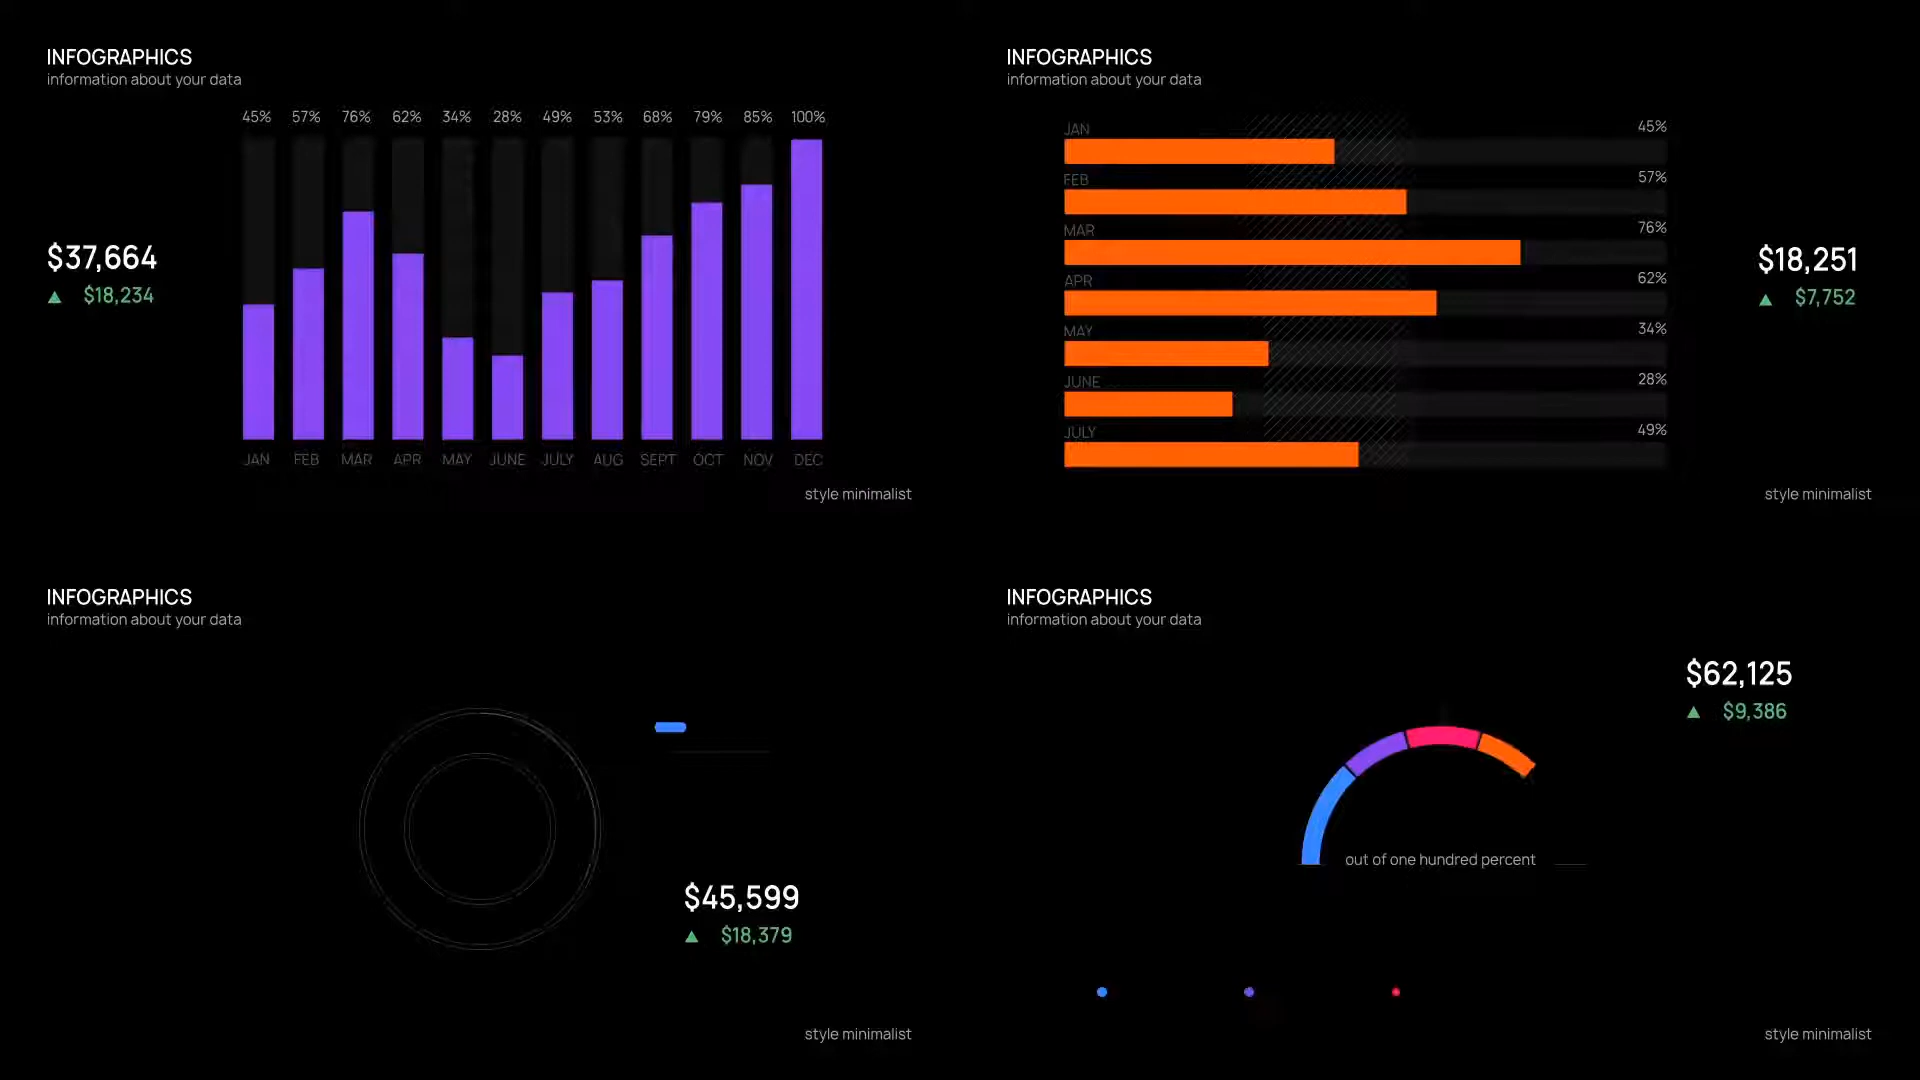 INFOGRAPHICS
information about your data
45% 57% 76% 62% 34% 28% 49% 53% 68% 79% 85% 100%
$37,664
$18,234
JAN FEB MAR APR MAY JUNE JULY AUG SEPT OCT NOV DEC
style minimalist
INFOGRAPHICS
information about your data
JAN 45%
FEB 57%
MAR 76%
APR 62%
MAY 34%
JUNE 28%
JULY 49%
$18,251
$7,752
style minimalist
INFOGRAPHICS
information about your data
$45,599
$18,379
style minimalist
INFOGRAPHICS
information about your data
$62,125
$9,386
out of one hundred percent
style minimalist